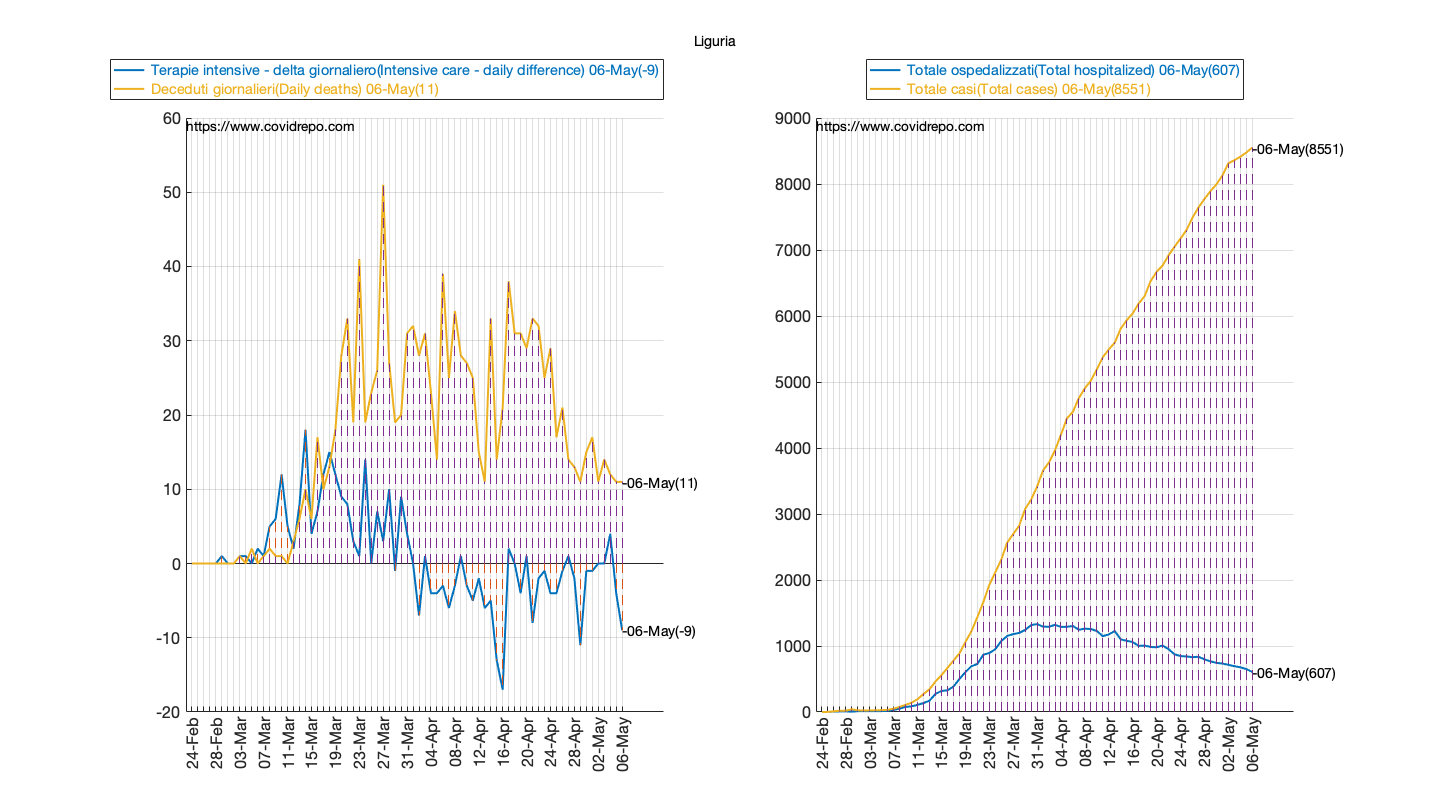 Liguria
Terapie intensive - delta giornaliero(Intensive care - daily difference) 06-May(-9)
Deceduti giornalieri(Daily deaths) 06-May(11)
https://www.covidrepo.com
60
50
40
30
20
10
0
-10
-20
06-May(11)
06-May(-9)
24-Feb
28-Feb
03-Mar
07-Mar
11-Mar
15-Mar
19-Mar
23-Mar
27-Mar
31-Mar
04-Apr
08-Apr
12-Apr
16-Apr
20-Apr
24-Apr
28-Apr
02-May
06-May
Totale ospedalizzati(Total hospitalized) 06-May(607)
Totale casi(Total cases) 06-May(8551)
https://www.covidrepo.com
9000
8000
7000
6000
5000
4000
3000
2000
1000
0
06-May(8551)
06-May(607)
24-Feb
28-Feb
03-Mar
07-Mar
11-Mar
15-Mar
19-Mar
23-Mar
27-Mar
31-Mar
04-Apr
08-Apr
12-Apr
16-Apr
20-Apr
24-Apr
28-Apr
02-May
06-May